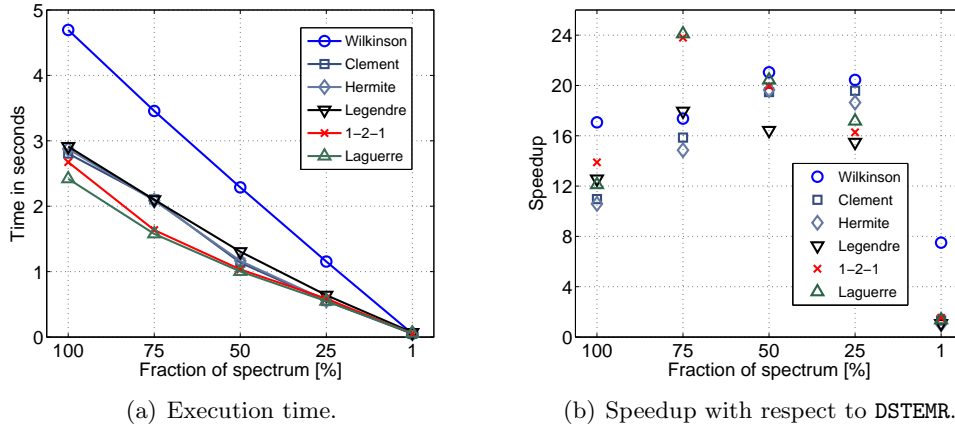 5
4
3
2
1
0
100
75
50
25
1
Time in seconds
Fraction of spectrum [%]
Wilkinson
Clement
Hermite
Legendre
1–2–1
Laguerre
(a) Execution time.
24
20
16
12
8
4
0
100
75
50
25
1
Speedup
Fraction of spectrum [%]
Wilkinson
Clement
Hermite
Legendre
1–2–1
Laguerre
(b) Speedup with respect to DSTEMR.